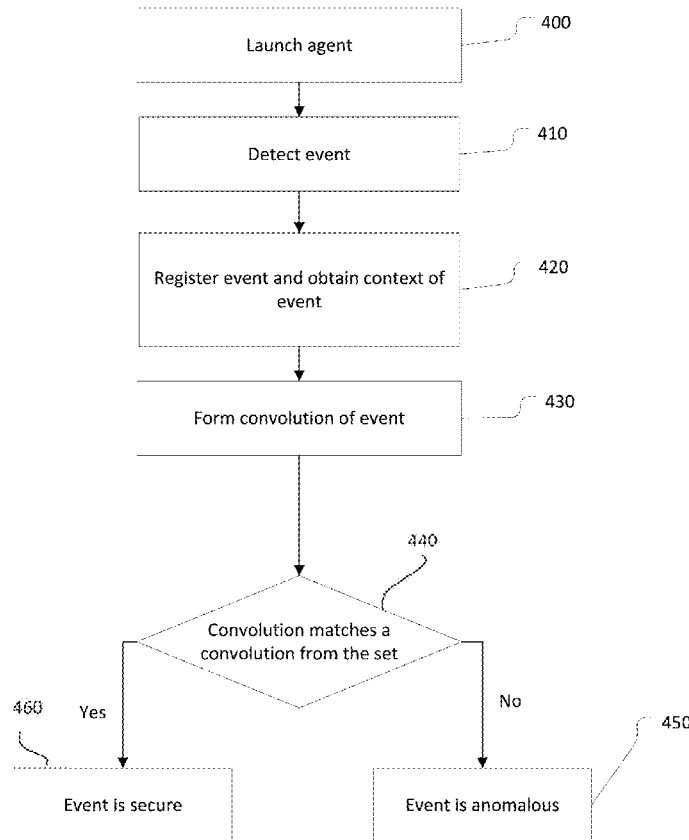 Launch agent
400
Detect event
410
Register event and obtain context of
event
420
Form convolution of event
430
440
Convolution matches a
convolution from the set
460
Yes
No
450
Event is secure
Event is anomalous